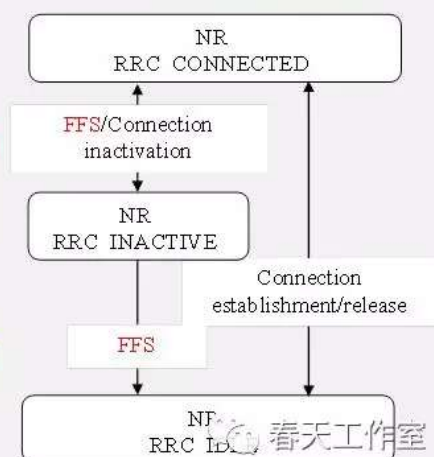 NR
RRC CONNECTED
FFS/Connection
inactivation
NR
RRC INACTIVE
Connection
establishment/release
FFS
NR
RRC
春天工作室